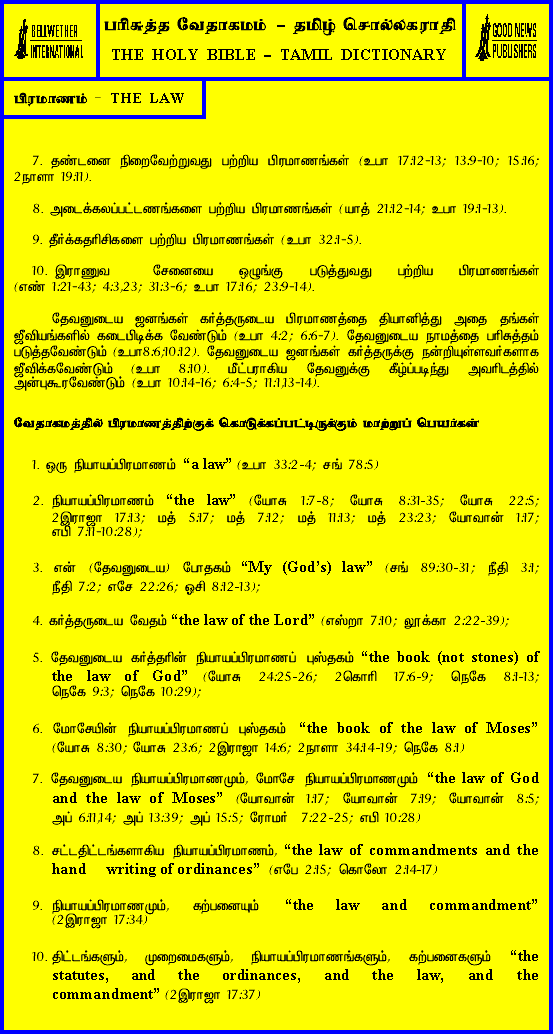 BELLWETHER
INTERNATIONAL
பரிசுத்த வேதாகமம் – தமிழ் சொல்லகராதி
THE HOLY BIBLE – TAMIL DICTIONARY
GOOD NEWS
PUBLISHERS
பிரமாணம் – THE LAW
7. தண்டனை நிறைவேற்றுவது பற்றிய பிரமாணங்கள் (உபா 17:12-13; 13:9-10; 15:16;
2நாளா 19:11).
8. அடைக்கலப்பட்டணங்களை பற்றிய பிரமாணங்கள் (யாத் 21:12-14; உபா 19:1-13).
9. தீர்க்கதரிசிகளை பற்றிய பிரமாணங்கள் (உபா 32:1-5).
10. இராணுவ சேனையை ஒழுங்கு படுத்துவது பற்றிய பிரமாணங்கள்
(எண் 1:21-43; 4:3,23; 31:3-6; உபா 17:16; 23:9-14).
தேவனுடைய ஜனங்கள் கர்த்தருடைய பிரமாணத்தை தியானித்து அதை தங்கள்
ஜீவியங்களில் கடைபிடிக்க வேண்டும் (உபா 4:2; 6:6-7). தேவனுடைய நாமத்தை பரிசுத்தம்
படுத்தவேண்டும் (உபா8:6;10:12). தேவனுடைய ஜனங்கள் கர்த்தருக்கு நன்றியுள்ளவர்களாக
ஜீவிக்கவேண்டும் (உபா 8:10). மீட்பராகிய தேவனுக்கு கீழ்ப்படிந்து அவரிடத்தில்
அன்புகூரவேண்டும் (உபா 10:14-16; 6:4-5; 11:1,13-14).
வேதாகமத்தில் பிரமாணத்திற்குக் கொடுக்கப்பட்டிருக்கும் மாற்றுப் பெயர்கள்
1. ஒரு நியாயப்பிரமாணம் “a law” (உபா 33:2-4; சங் 78:5)
2. நியாயப்பிரமாணம் “the law” (யோசு 1:7-8; யோசு 8:31-35; யோசு 22:5;
2இராஜா 17:13; மத் 5:17; மத் 7:12; மத் 11:13; மத் 23:23; யோவான் 1:17;
எபி 7:11-10:28);
3. என் (தேவனுடைய) போதகம் “My (God’s) law” (சங் 89:30-31; நீதி 3:1;
நீதி 7:2; எசே 22:26; ஓசி 8:12-13);
4. கர்த்தருடைய வேதம் “the law of the Lord” (எஸ்றா 7:10; லூக்கா 2:22-39);
5. தேவனுடைய கர்த்தரின் நியாயப்பிரமாணப் புஸ்தகம் “the book (not stones) of
the law of God” (யோசு 24:25-26; 2கொரி 17:6-9; நெகே 8:1-13;
நெகே 9:3; நெகே 10:29);
6. மோசேயின் நியாயப்பிரமாணப் புஸ்தகம் “the book of the law of Moses”
(யோசு 8:30; யோசு 23:6; 2இராஜா 14:6; 2நாளா 34:14-19; நெகே 8:1)
7. தேவனுடைய நியாயப்பிரமாணமும், மோசே நியாயப்பிரமாணமும் “the law of God
and the law of Moses” (யோவான் 1:17; யோவான் 7:19; யோவான் 8:5;
அப் 6:11,14; அப் 13:39; அப் 15:5; ரோமர் 7:22-25; எபி 10:28)
8. சட்டதிட்டங்களாகிய நியாயப்பிரமாணம், “the law of commandments and the
hand writing of ordinances” (எபே 2:15; கொலோ 2:14-17)
9. நியாயப்பிரமாணமும், கற்பனையும் “the law and commandment”
(2இராஜா 17:34)
10. திட்டங்களும், முறைமைகளும், நியாயப்பிரமாணங்களும், கற்பனைகளும் “the
statutes, and the ordinances, and the law, and the
commandment” (2இராஜா 17:37)